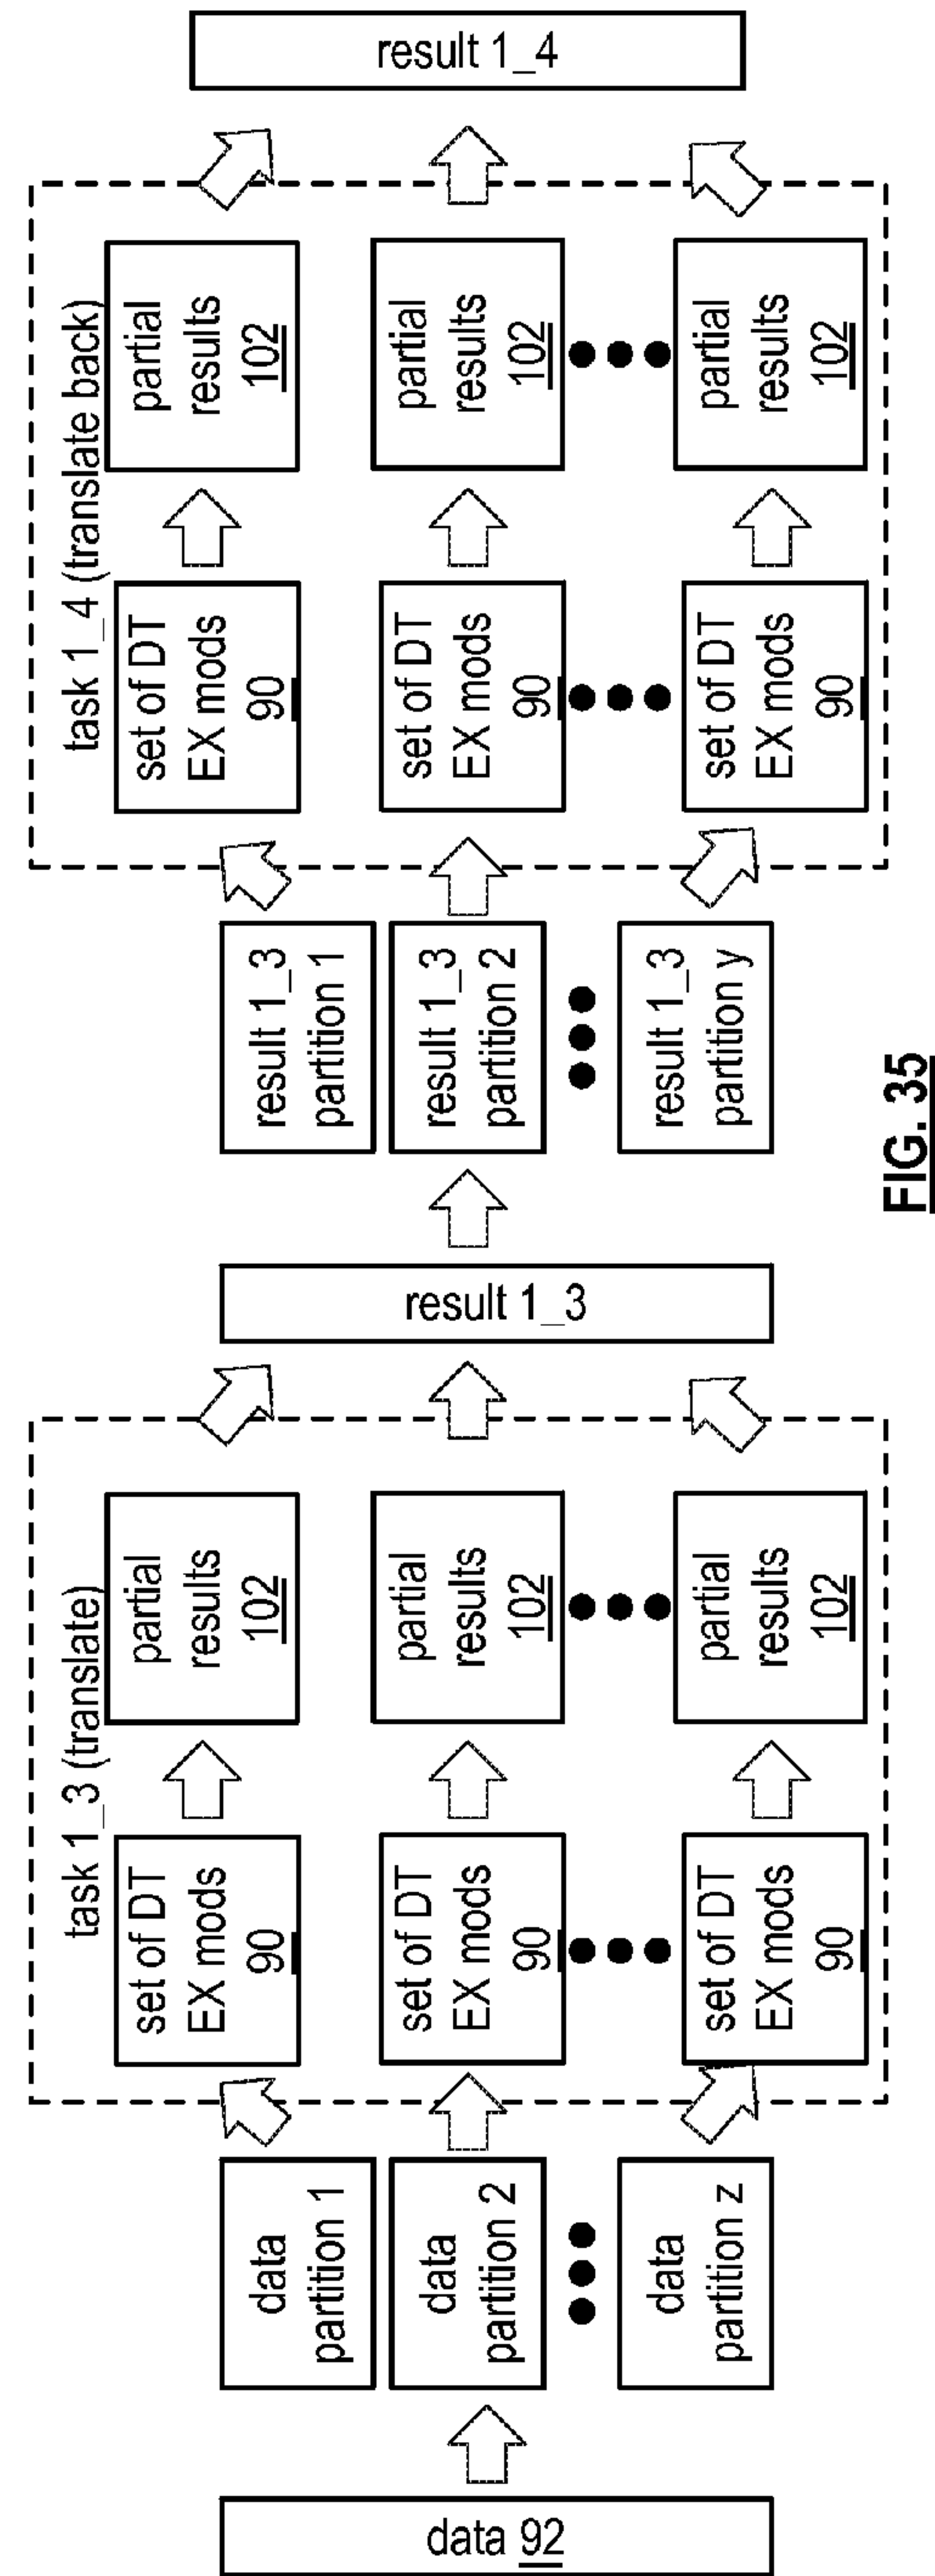 data 92
data
partition 1
data
partition 2
data
partition z
task 1_3 (translate)
set of DT
EX mods
90
partial
results
102
set of DT
EX mods
90
partial
results
102
set of DT
EX mods
90
partial
results
102
result 1_3
result 1_3
partition 1
result 1_3
partition 2
result 1_3
partition y
task 1_4 (translate back)
set of DT
EX mods
90
partial
results
102
set of DT
EX mods
90
partial
results
102
set of DT
EX mods
90
partial
results
102
result 1_4
FIG. 35